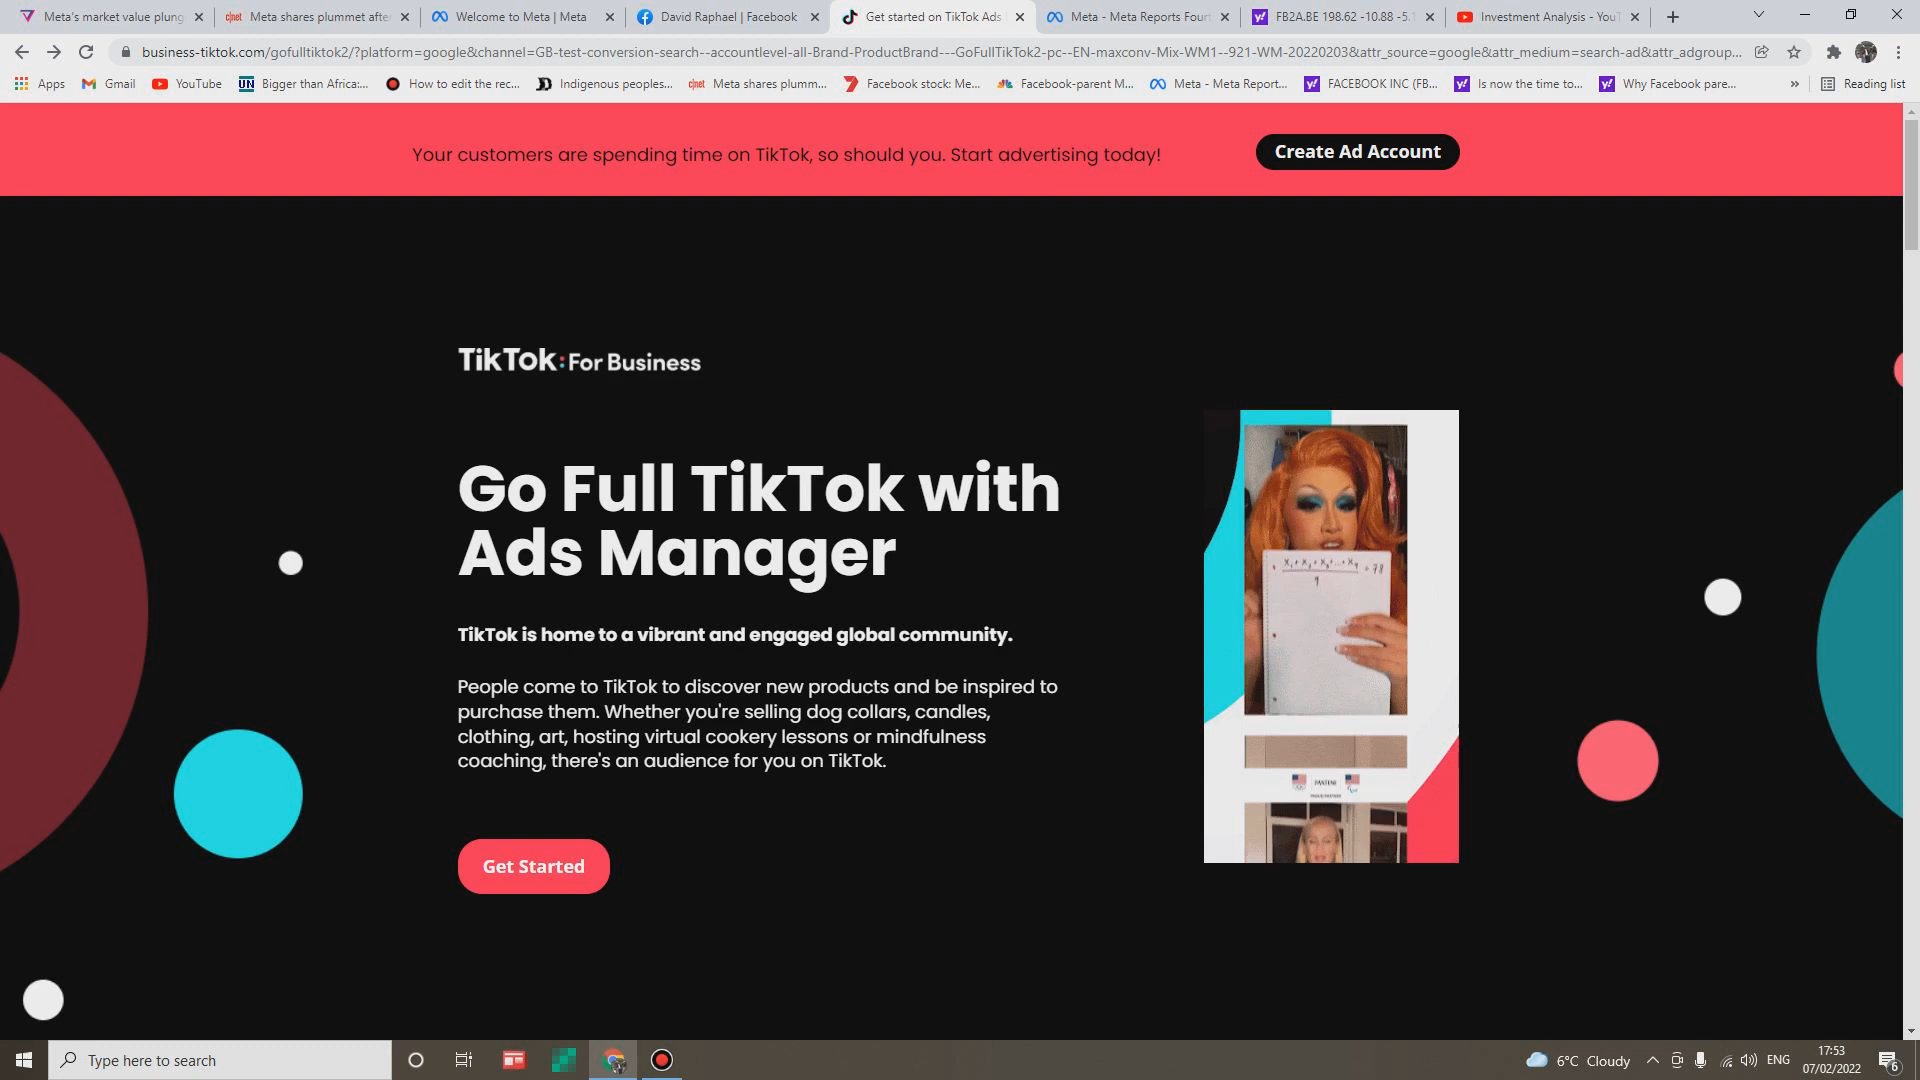 Meta's market value plung
Meta shares plummet after
Welcome to Meta | Meta
David Raphael | Facebook
Get started on TikTok Ads
Meta - Meta Reports Fourt
FB2A.BE 198.62 -10.88 -5.1
Investment Analysis - YouT
business-tiktok.com/gofulltiktok2/?platform=google&channel=GB-test-conversion-search--accountlevel-all-Brand-ProductBrand---GoFullTikTok2-pc--EN-maxconv-Mix-WM1--921-WM-20220203&attr_source=google&attr_medium=search-ad&attr_adgroup...
Apps
Gmail
YouTube
UN Bigger than Africa:...
How to edit the rec...
Indigenous peoples...
c|net Meta shares plumm...
Facebook stock: Me...
Facebook-parent M...
Meta - Meta Report...
y! FACEBOOK INC (FB...
y! Is now the time to...
y! Why Facebook pare...
»
Reading list
Your customers are spending time on TikTok, so should you. Start advertising today!
Create Ad Account
TikTok: For Business
Go Full TikTok with
Ads Manager
TikTok is home to a vibrant and engaged global community.
People come to TikTok to discover new products and be inspired to
purchase them. Whether you're selling dog collars, candles,
clothing, art, hosting virtual cookery lessons or mindfulness
coaching, there's an audience for you on TikTok.
Get Started
PANTENE
Type here to search
6°C Cloudy
ENG
17:53
07/02/2022
6